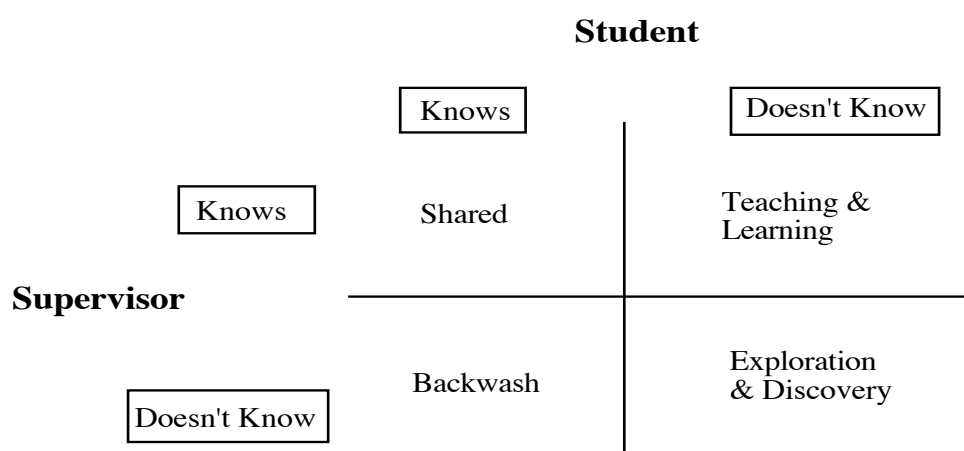 Student
Knows
Doesn't Know
Knows
Shared
Teaching &
Learning
Supervisor
Backwash
Exploration
& Discovery
Doesn't Know